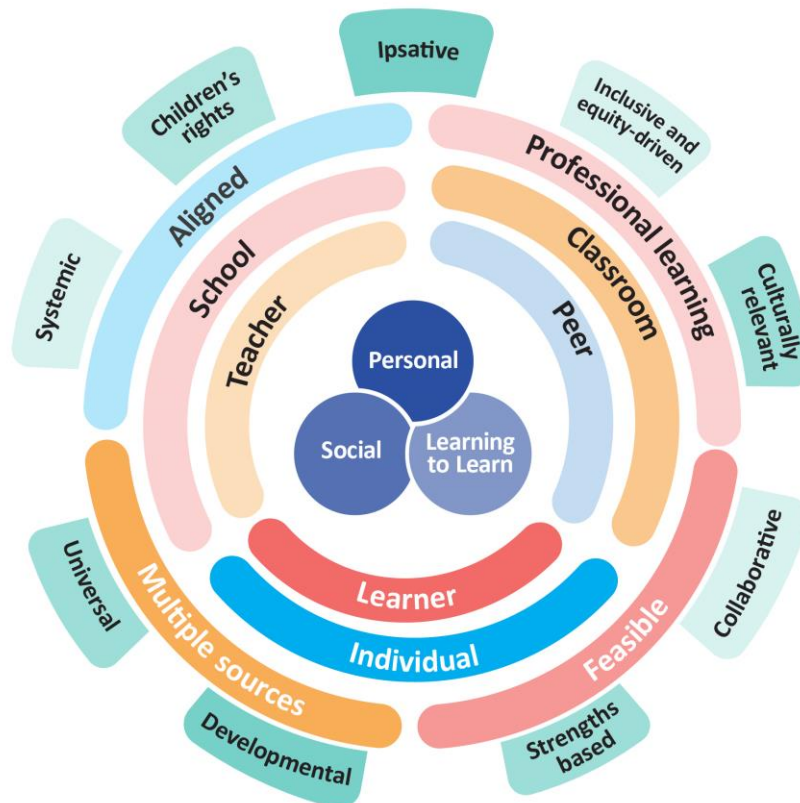 Ipsative
Children's
rights
Inclusive and
equity-driven
Systemic
Culturally
relevant
Universal
Collaborative
Developmental
Strengths
based
Aligned
Professional learning
Multiple sources
Feasible
School
Classroom
Individual
Teacher
Peer
Learner
Personal
Social
Learning
to Learn